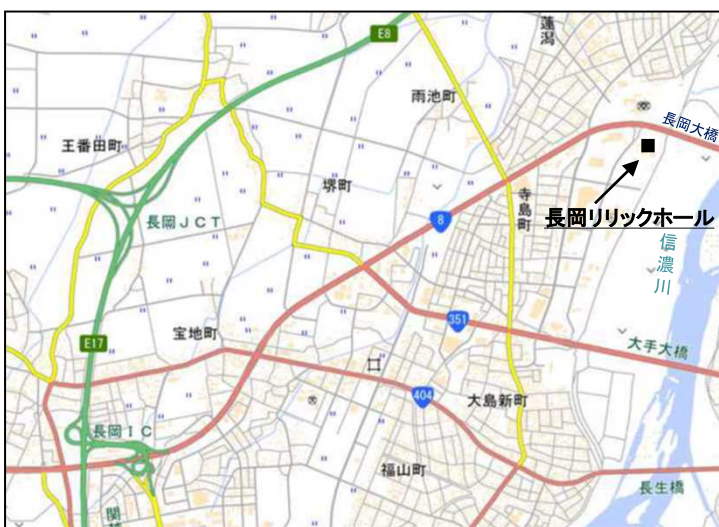 蓮潟
E8
雨池町
長岡大橋
王番田町
堺町
寺島町
長岡リリックホール
長岡JCT
8
信濃川
351
宝地町
大手大橋
E17
404
大島新町
長岡IC
福山町
長生橋
関越